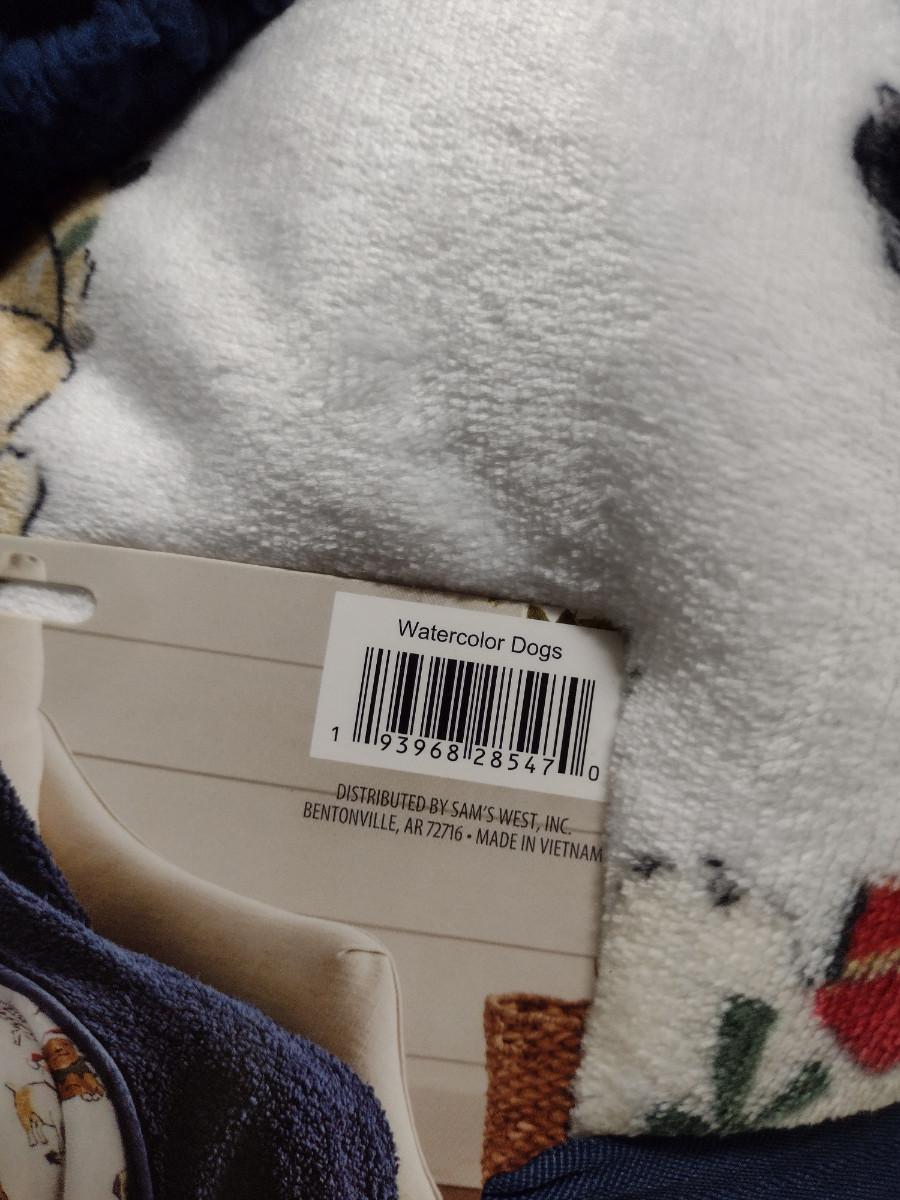 Watercolor Dogs
1 93968 28547 0
DISTRIBUTED BY SAM'S WEST, INC.
BENTONVILLE, AR 72716 • MADE IN VIETNAM